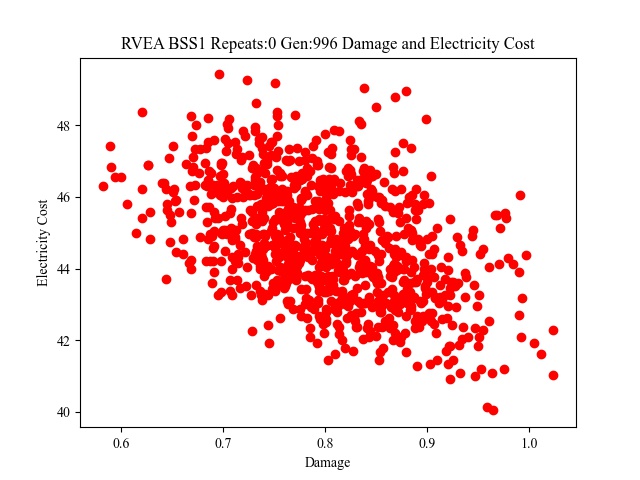 RVEA BSS1 Repeats:0 Gen:996 Damage and Electricity Cost
48
46
44
42
40
Electricity Cost
0.6 0.7 0.8 0.9 1.0
Damage